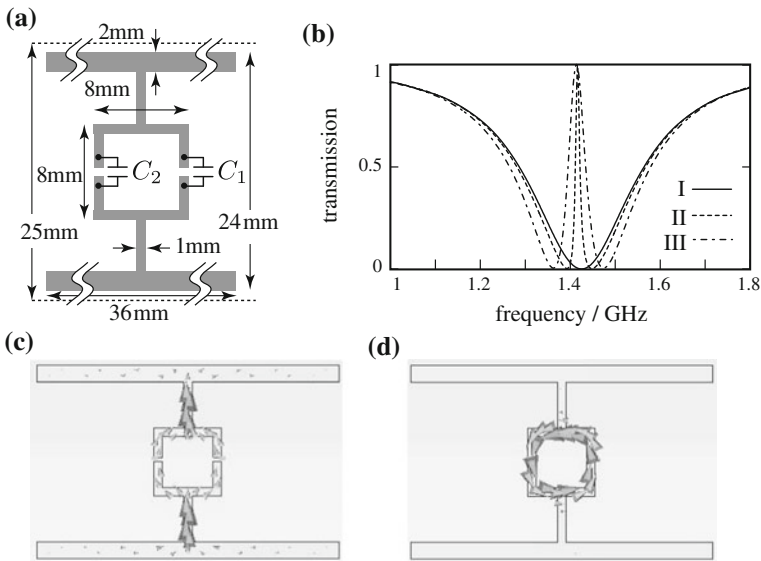 (a)
2mm
8mm
8mm
C₂
C₁
25mm
24mm
1mm
36mm
(b)
transmission
1
0.5
0
I
II
III
1 1.2 1.4 1.6 1.8
frequency / GHz
(c)
(d)